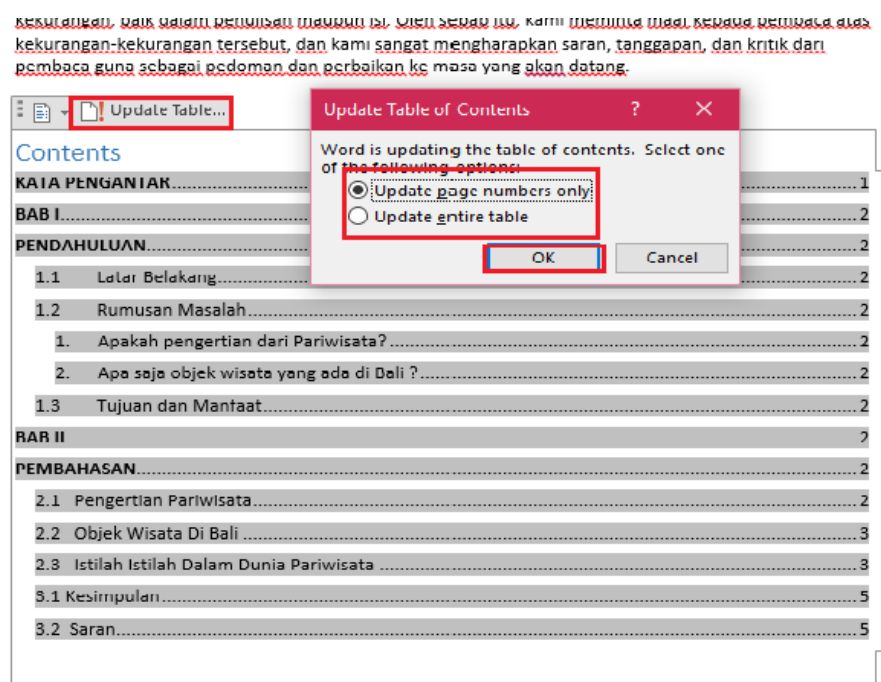 kekurangan, baik dalam penulisan maupun isi. Oleh sebab itu, kami meminta maaf kepada pembaca atas
kekurangan-kekurangan tersebut, dan kami sangat mengharapkan saran, tanggapan, dan kritik dari
pembaca guna sebagai pedoman dan perbaikan ke masa yang akan datang.
Update Table...
Update Table of Contents ? ×
Word is updating the table of contents. Select one
of the following options:
Update page numbers only
Update entire table
OK Cancel
Contents
KATA PENGANTAR 1
BAB I 2
PENDAHULUAN 2
1.1 Latar Belakang 2
1.2 Rumusan Masalah 2
1. Apakah pengertian dari Pariwisata? 2
2. Apa saja objek wisata yang ada di Bali ? 2
1.3 Tujuan dan Manfaat 2
BAB II 2
PEMBAHASAN 2
2.1 Pengertian Pariwisata 2
2.2 Objek Wisata Di Bali 3
2.3 Istilah Istilah Dalam Dunia Pariwisata 3
3.1 Kesimpulan 5
3.2 Saran 5